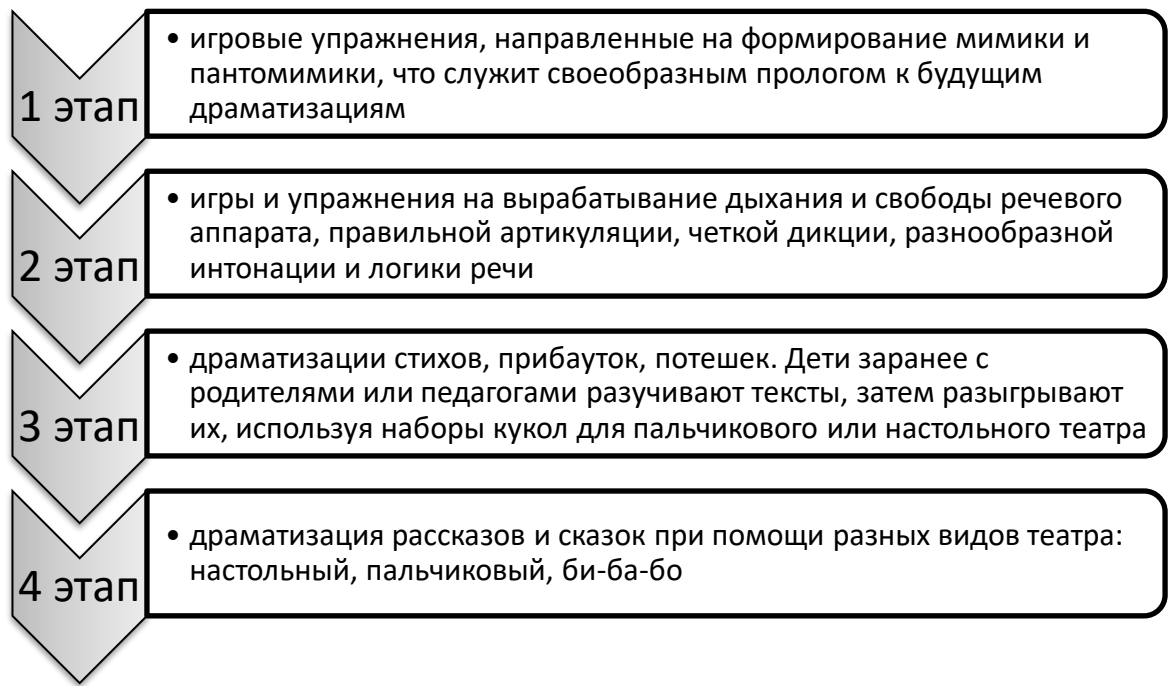 1 этап
• игровые упражнения, направленные на формирование мимики и
пантомимики, что служит своеобразным прологом к будущим
драматизациям
2 этап
• игры и упражнения на вырабатывание дыхания и свободы речевого
аппарата, правильной артикуляции, четкой дикции, разнообразной
интонации и логики речи
3 этап
• драматизации стихов, прибауток, потешек. Дети заранее с
родителями или педагогами разучивают тексты, затем разыгрывают
их, используя наборы кукол для пальчикового или настольного театра
4 этап
• драматизация рассказов и сказок при помощи разных видов театра:
настольный, пальчиковый, би-ба-бо